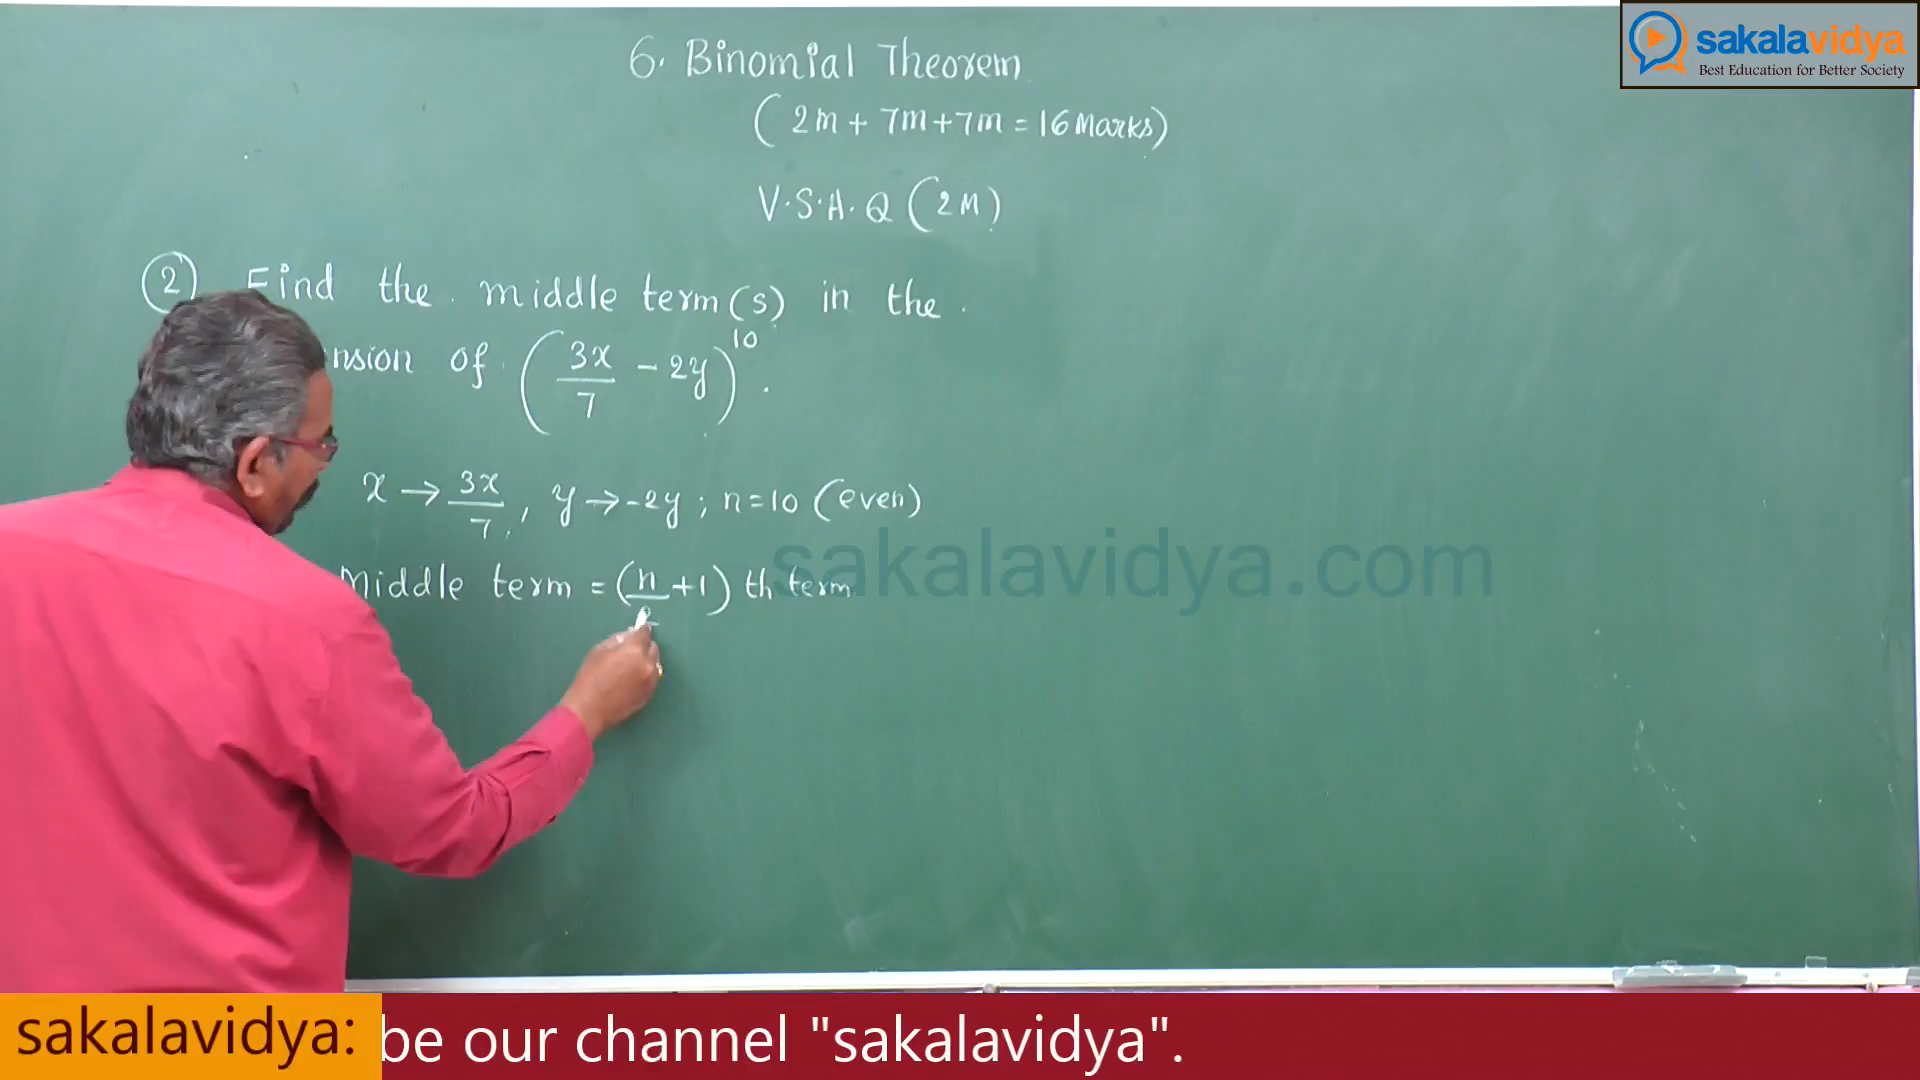 sakalavidya
Best Education for Better Society
6. Binomial Theorem
(2m + 7m + 7m = 16 Marks)
V.S.A.Q (2M)
② Find the middle term(s) in the
nsion of (3x/7 - 2y)^10.
x → 3x/7, y → -2y ; n = 10 (even)
Middle term = (n/2 + 1) th term
sakalavidya.com
sakalavidya: be our channel "sakalavidya".